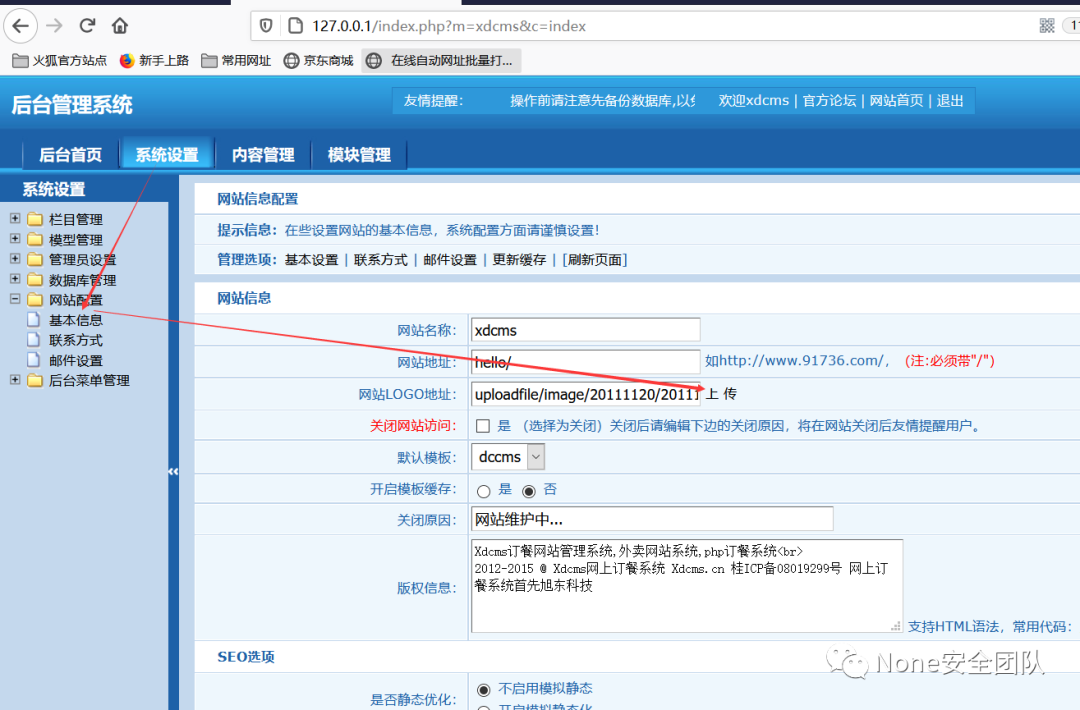 127.0.0.1/index.php?m=xdcms&c=index
火狐官方站点 新手上路 常用网址 京东商城 在线自动网址批量打...
后台管理系统
友情提醒： 操作前请注意先备份数据库,以 欢迎xdcms | 官方论坛 | 网站首页 | 退出
后台首页 系统设置 内容管理 模块管理
系统设置
栏目管理
模型管理
管理员设置
数据库管理
网站配置
基本信息
联系方式
邮件设置
后台菜单管理
网站信息配置
提示信息：在些设置网站的基本信息，系统配置方面请谨慎设置！
管理选项：基本设置 | 联系方式 | 邮件设置 | 更新缓存 | [刷新页面]
网站信息
网站名称： xdcms
网站地址： hello/ 如http://www.91736.com/，（注:必须带"/"）
网站LOGO地址： uploadfile/image/20111120/2011 上 传
关闭网站访问： 是 （选择为关闭）关闭后请编辑下边的关闭原因，将在网站关闭后友情提醒用户。
默认模板： dccms
开启模板缓存： 是 否
关闭原因： 网站维护中...
版权信息：
Xdcms订餐网站管理系统,外卖网站系统,php订餐系统<br>
2012-2015 @ Xdcms网上订餐系统 Xdcms.cn 桂ICP备08019299号 网上订
餐系统首先旭东科技
支持HTML语法，常用代码：
SEO选项
是否静态优化： 不启用模拟静态
开启模拟静态化
None安全团队